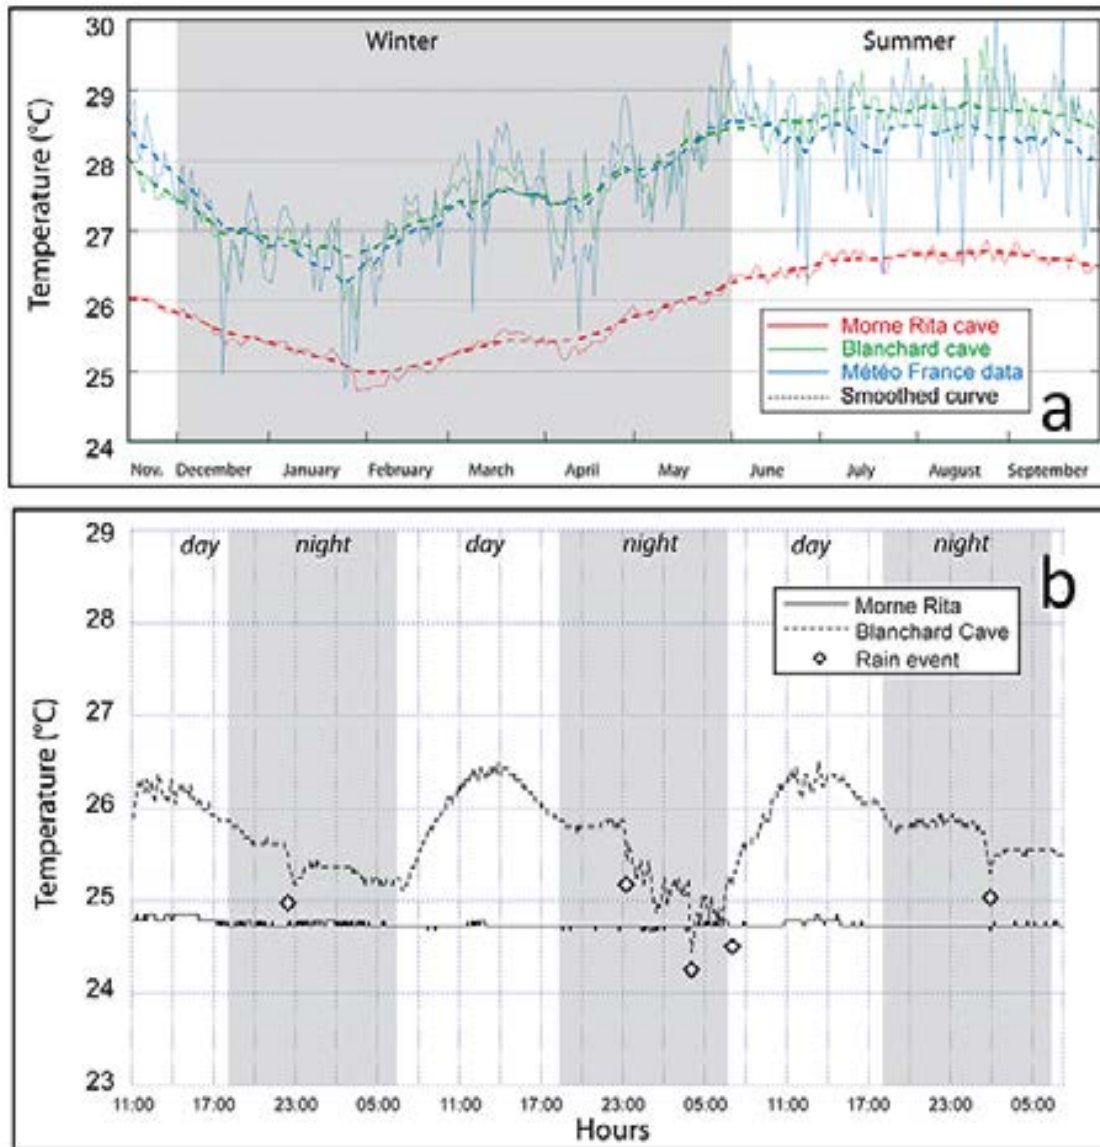 Winter Summer
Temperature (°C)
30
29
28
27
26
25
24
Morne Rita cave
Blanchard cave
Météo France data
Smoothed curve
a
Nov. December January February March April May June July August September
day night day night day night
b
Temperature (°C)
29
28
27
26
25
24
23
Morne Rita
Blanchard Cave
Rain event
11:00 17:00 23:00 05:00 11:00 17:00 23:00 05:00 11:00 17:00 23:00 05:00
Hours